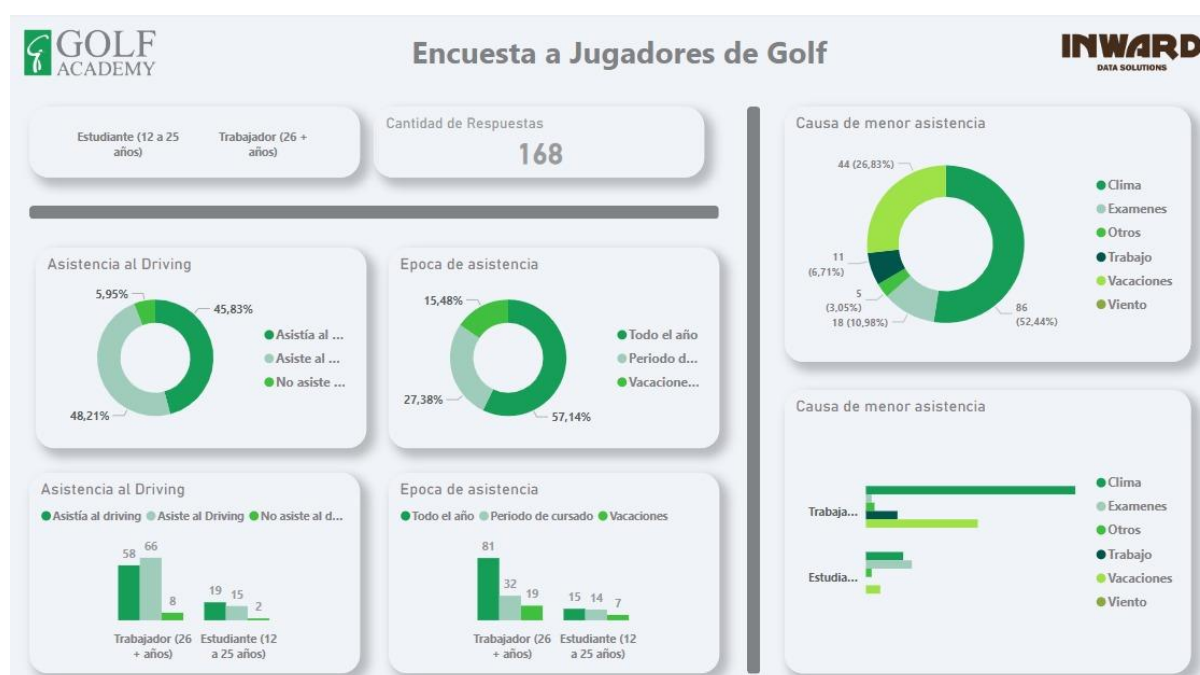 GOLF
ACADEMY
Encuesta a Jugadores de Golf
INWARD
DATA SOLUTIONS
Estudiante (12 a 25
años)
Trabajador (26 +
años)
Cantidad de Respuestas
168
Asistencia al Driving
5,95%
45,83%
48,21%
Asistía al ...
Asiste al ...
No asiste ...
Epoca de asistencia
15,48%
27,38%
57,14%
Todo el año
Periodo d...
Vacacione...
Asistencia al Driving
Asistía al driving Asiste al Driving No asiste al d...
58
66
8
19
15
2
Trabajador (26
+ años)
Estudiante (12
a 25 años)
Epoca de asistencia
Todo el año Periodo de cursado Vacaciones
81
32
19
15
14
7
Trabajador (26
+ años)
Estudiante (12
a 25 años)
Causa de menor asistencia
44 (26,83%)
11
(6,71%)
5
(3,05%)
18 (10,98%)
86
(52,44%)
Clima
Examenes
Otros
Trabajo
Vacaciones
Viento
Causa de menor asistencia
Trabaja...
Estudia...
Clima
Examenes
Otros
Trabajo
Vacaciones
Viento